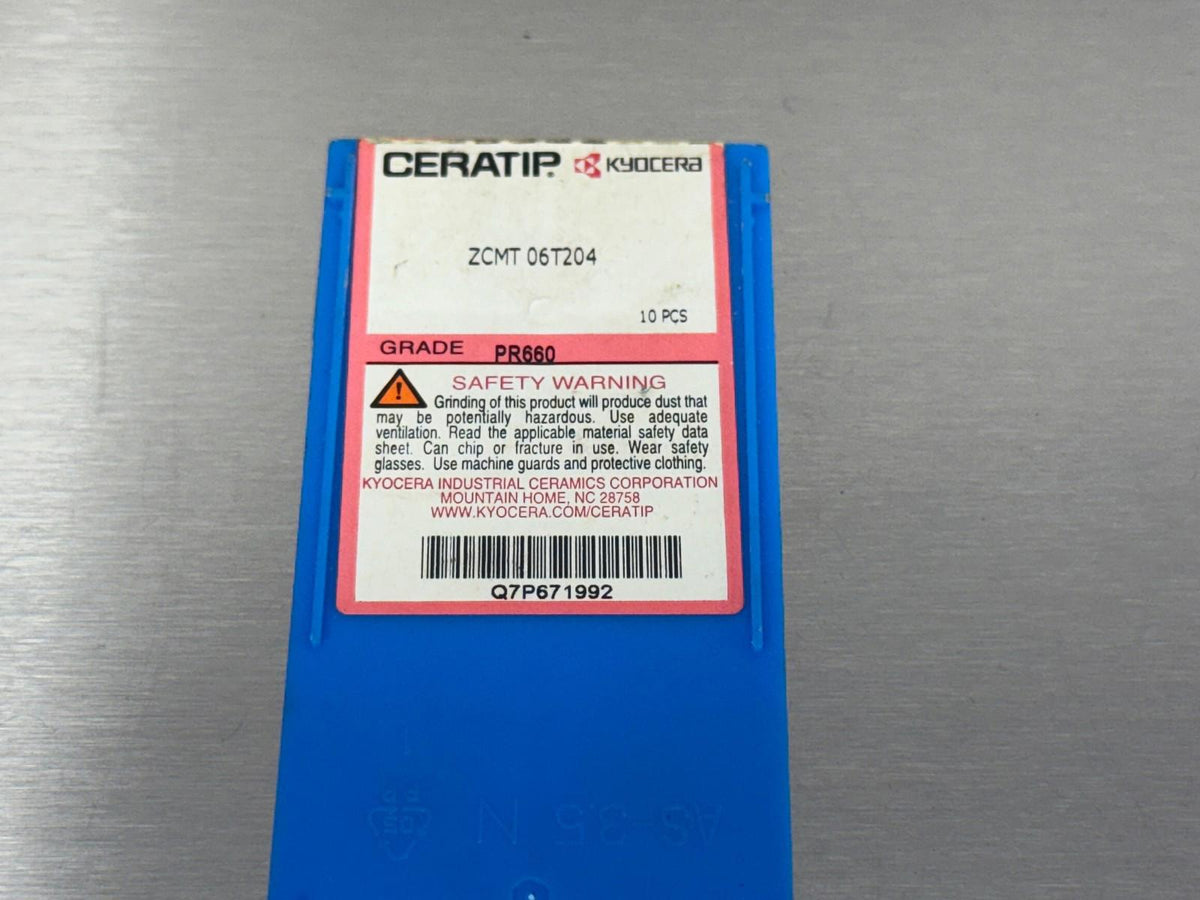 CERATIP® KYOCERA
ZCMT 06T204
10 PCS
GRADE PR660
! SAFETY WARNING
Grinding of this product will produce dust that
may be potentially hazardous. Use adequate
ventilation. Read the applicable material safety data
sheet. Can chip or fracture in use. Wear safety
glasses. Use machine guards and protective clothing.
KYOCERA INDUSTRIAL CERAMICS CORPORATION
MOUNTAIN HOME, NC 28758
WWW.KYOCERA.COM/CERATIP
Q7P671992
1
AS-35 N